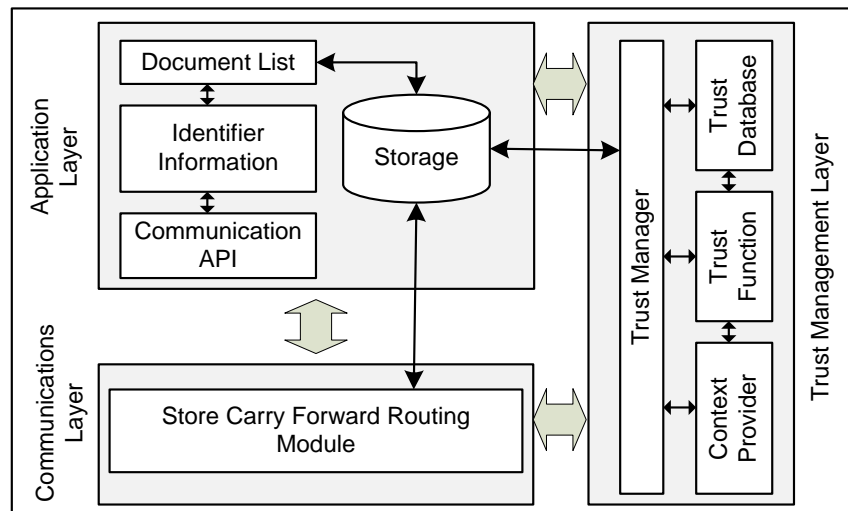 Application
Layer
Document List
Identifier
Information
Communication
API
Storage
Communications
Layer
Store Carry Forward Routing
Module
Trust Manager
Trust
Database
Trust
Function
Context
Provider
Trust Management Layer